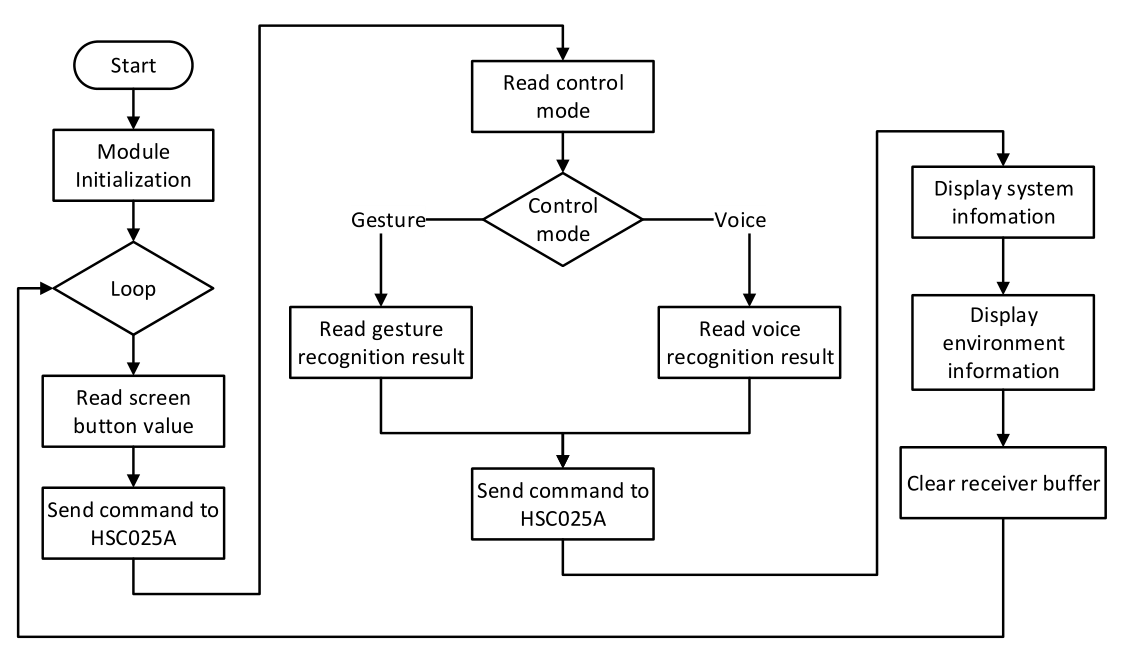 Start
Module
Initialization
Loop
Read screen
button value
Send command to
HSC025A
Read control
mode
Control
mode
Gesture
Voice
Read gesture
recognition result
Read voice
recognition result
Send command to
HSC025A
Display system
infomation
Display
environment
information
Clear receiver buffer